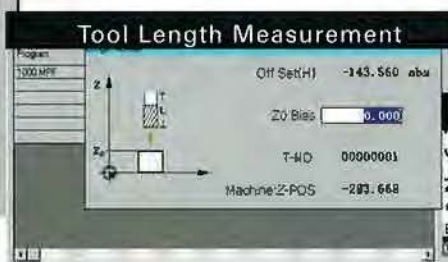 Tool Length Measurement
Program
1000.MPF
Off Set(H) -143.560 abs
Z
Z0 Bias 0.000
Z₀
T-NO 00000001
Machine:Z-POS -283.668